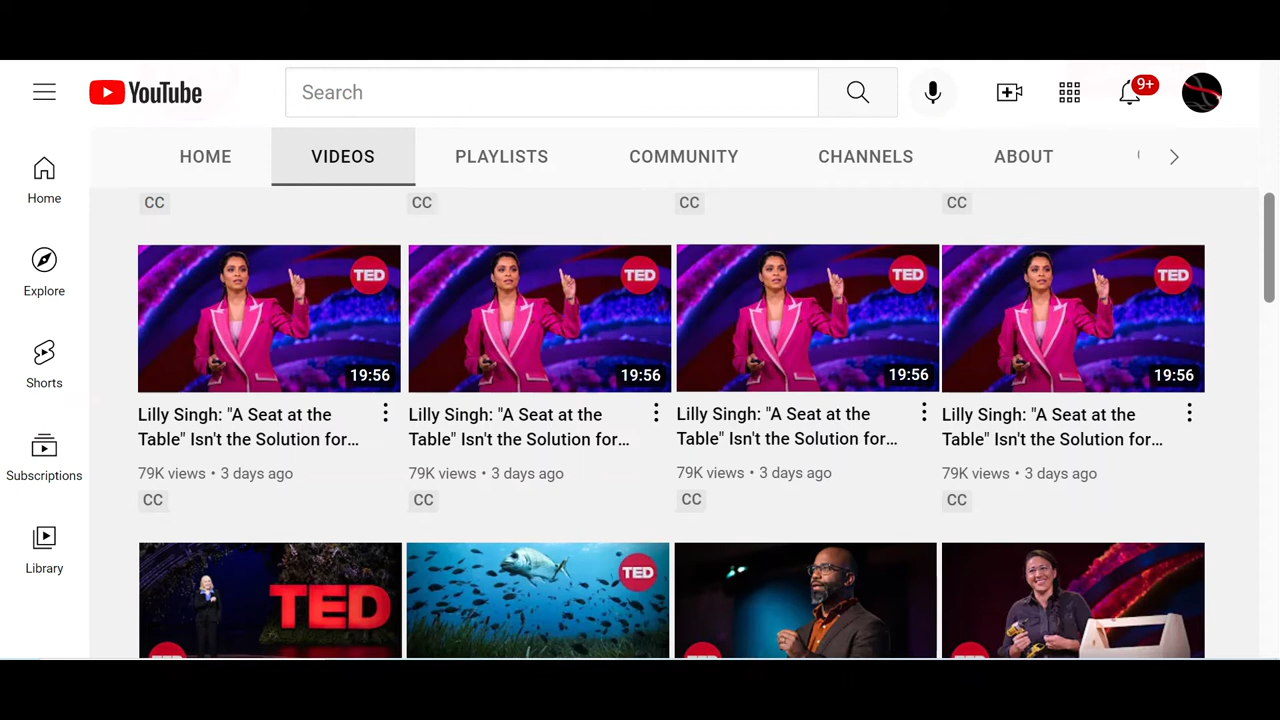 YouTube
Search
9+
HOME
VIDEOS
PLAYLISTS
COMMUNITY
CHANNELS
ABOUT
Home
Explore
Shorts
Subscriptions
Library
CC
CC
CC
CC
TED
19:56
TED
19:56
TED
19:56
TED
19:56
Lilly Singh: "A Seat at the
Table" Isn't the Solution for...
79K views • 3 days ago
CC
Lilly Singh: "A Seat at the
Table" Isn't the Solution for...
79K views • 3 days ago
CC
Lilly Singh: "A Seat at the
Table" Isn't the Solution for...
79K views • 3 days ago
CC
Lilly Singh: "A Seat at the
Table" Isn't the Solution for...
79K views • 3 days ago
CC
TED
TED
TED
TED
TED